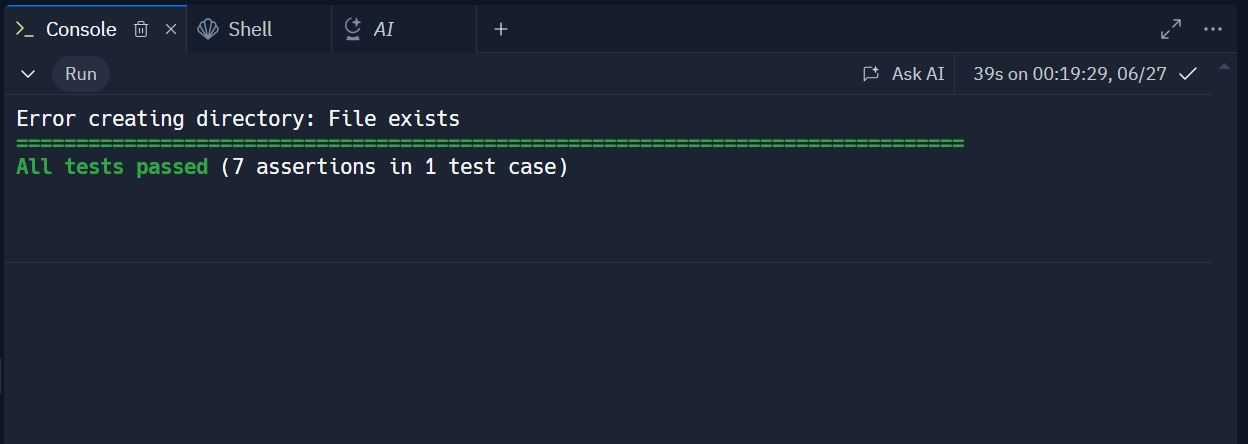 Console Shell AI
Run Ask AI 39s on 00:19:29, 06/27
Error creating directory: File exists
===============================================================================
All tests passed (7 assertions in 1 test case)